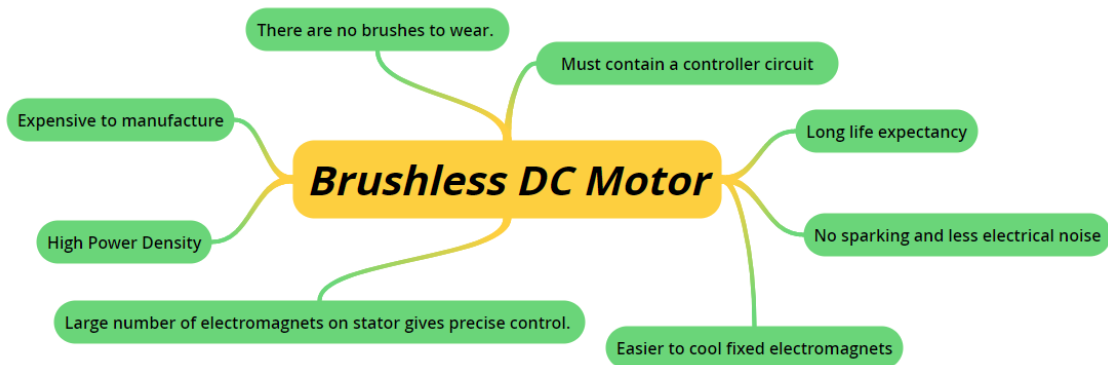 There are no brushes to wear.
Must contain a controller circuit
Expensive to manufacture
Long life expectancy
Brushless DC Motor
High Power Density
No sparking and less electrical noise
Large number of electromagnets on stator gives precise control.
Easier to cool fixed electromagnets